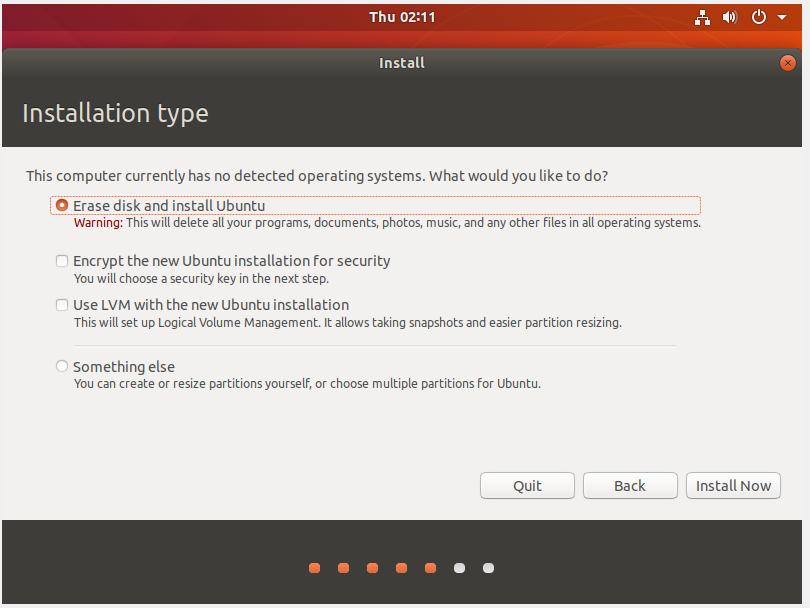 Thu 02:11
Install
Installation type
This computer currently has no detected operating systems. What would you like to do?
Erase disk and install Ubuntu
Warning: This will delete all your programs, documents, photos, music, and any other files in all operating systems.
Encrypt the new Ubuntu installation for security
You will choose a security key in the next step.
Use LVM with the new Ubuntu installation
This will set up Logical Volume Management. It allows taking snapshots and easier partition resizing.
Something else
You can create or resize partitions yourself, or choose multiple partitions for Ubuntu.
Quit Back Install Now